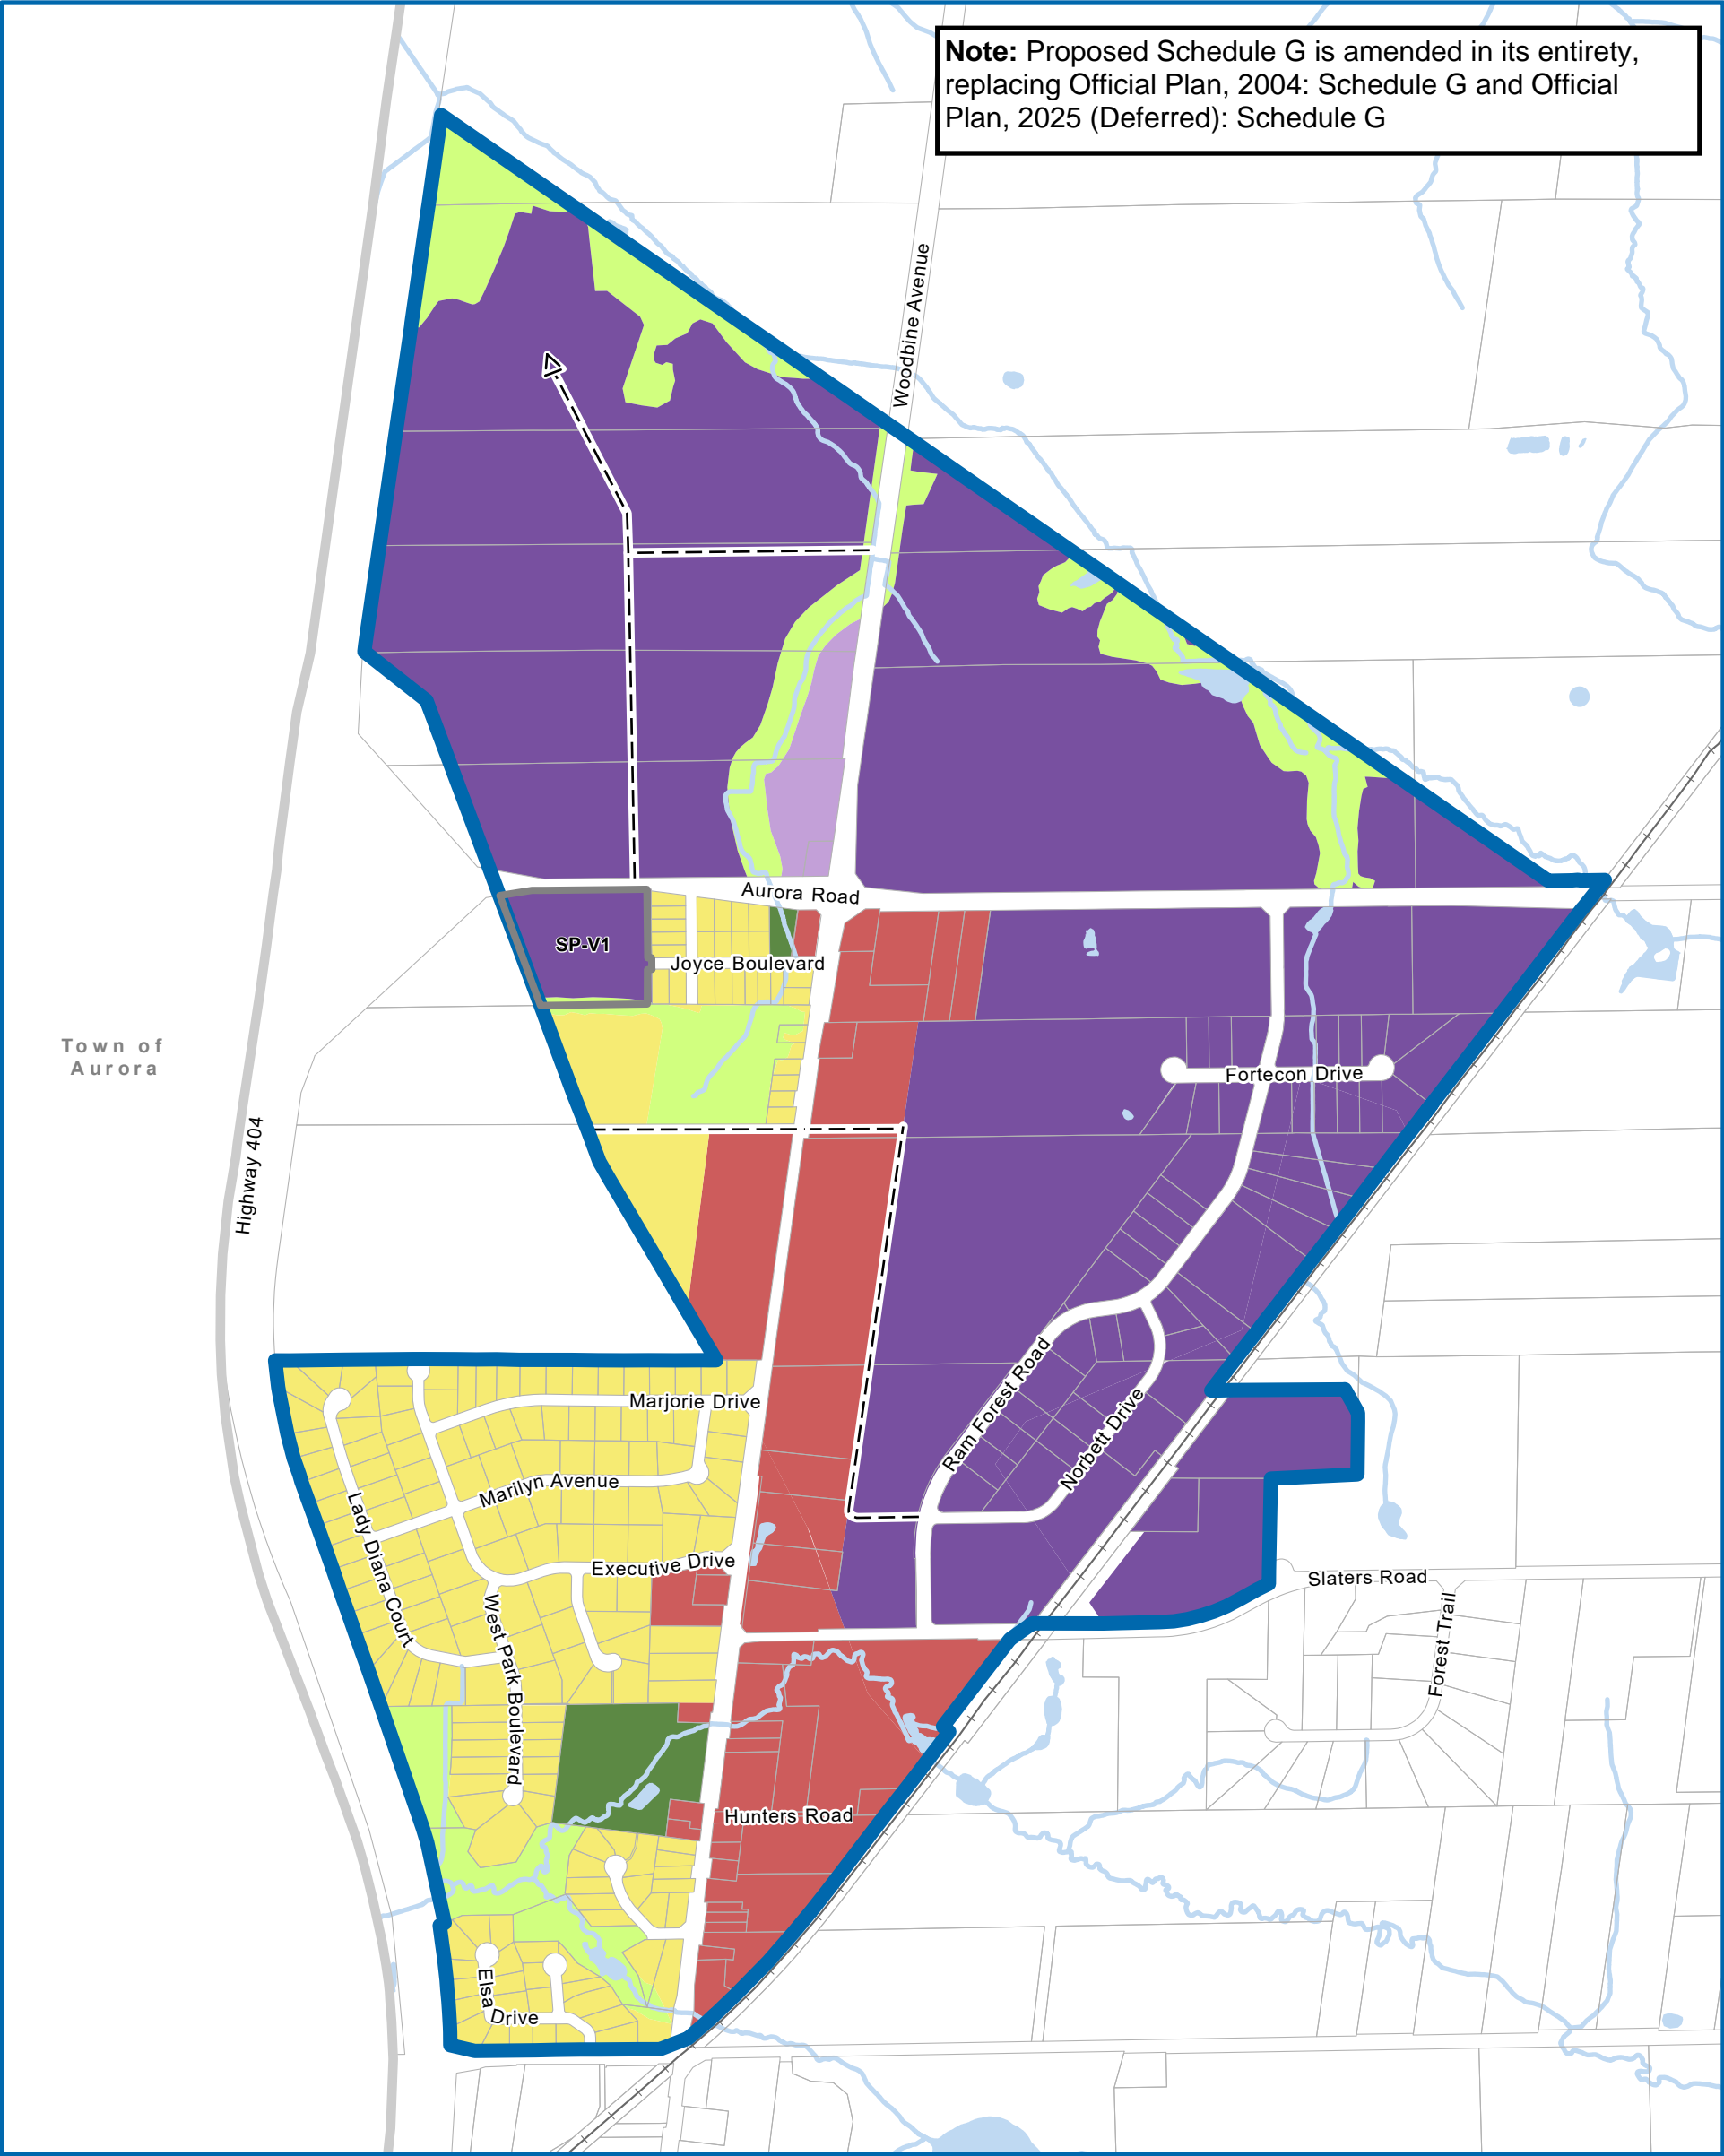 Note: Proposed Schedule G is amended in its entirety,
replacing Official Plan, 2004: Schedule G and Official
Plan, 2025 (Deferred): Schedule G
Woodbine Avenue
Aurora Road
SP-V1
Joyce Boulevard
Town of
Aurora
Fortecon Drive
Highway 404
Ram Forest Road
Norbett Drive
Marjorie Drive
Marilyn Avenue
Lady Diana Court
Executive Drive
Slaters Road
West Park Boulevard
Forest Trail
Hunters Road
Elsa
Drive